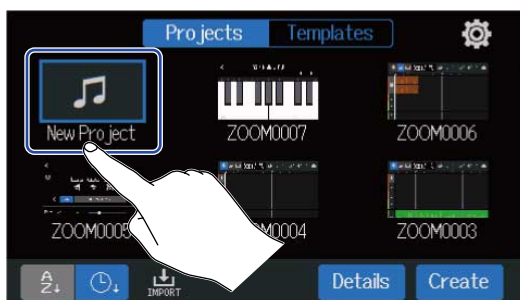 Projects Templates
New Project ZOOM0007 ZOOM0006
ZOOM0005 ZOOM0004 ZOOM0003
A Z↓ IMPORT Details Create